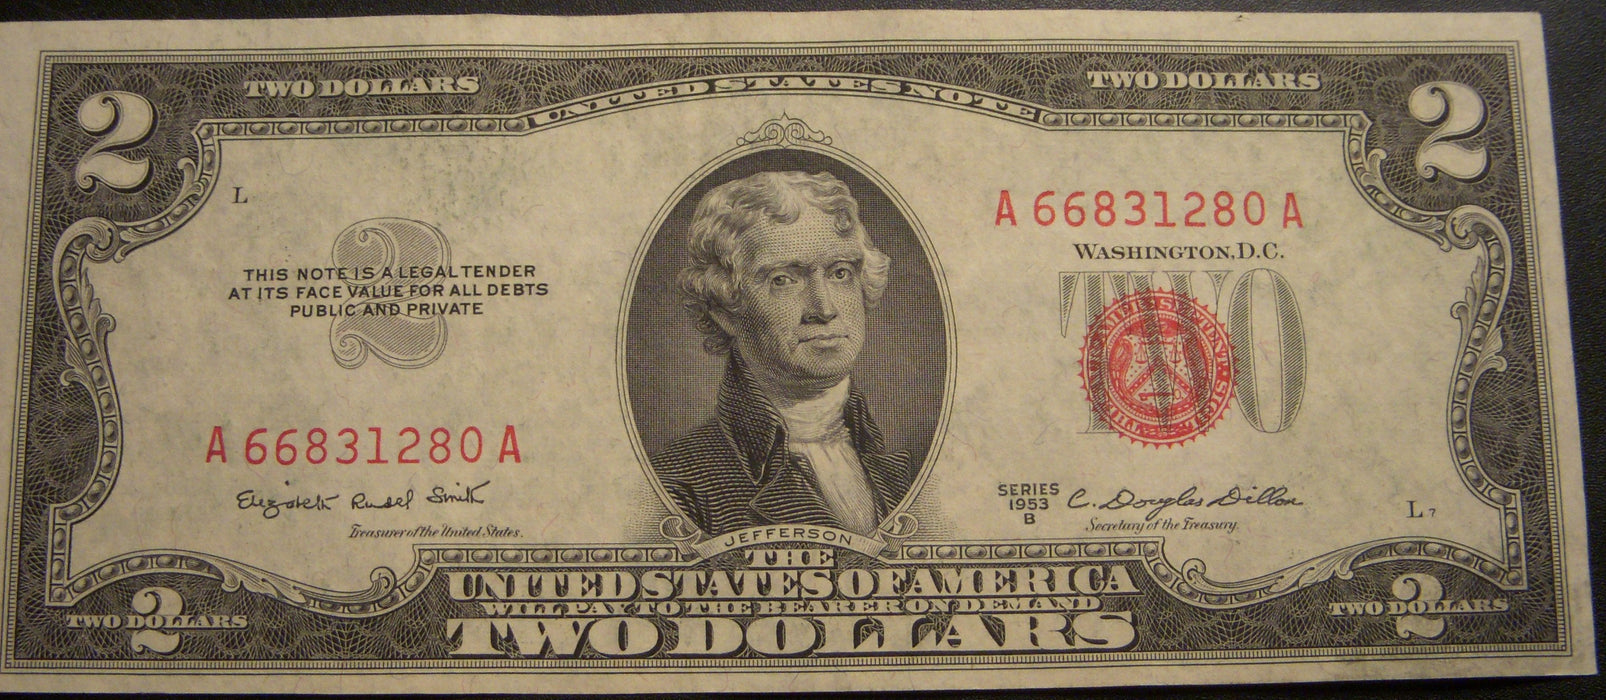 TWO DOLLARS
UNITED STATES NOTE
TWO DOLLARS
2
2
L
A 66831280 A
WASHINGTON, D.C.
2
THIS NOTE IS A LEGAL TENDER
AT ITS FACE VALUE FOR ALL DEBTS
PUBLIC AND PRIVATE
TWO
A 66831280 A
Elizabeth Rudel Smith
Treasurer of the United States.
SERIES
1953
B
C. Douglas Dillon
Secretary of the Treasury.
L 7
JEFFERSON
THE
UNITED STATES OF AMERICA
WILL PAY TO THE BEARER ON DEMAND
TWO DOLLARS
TWO DOLLARS
2
TWO DOLLARS
2